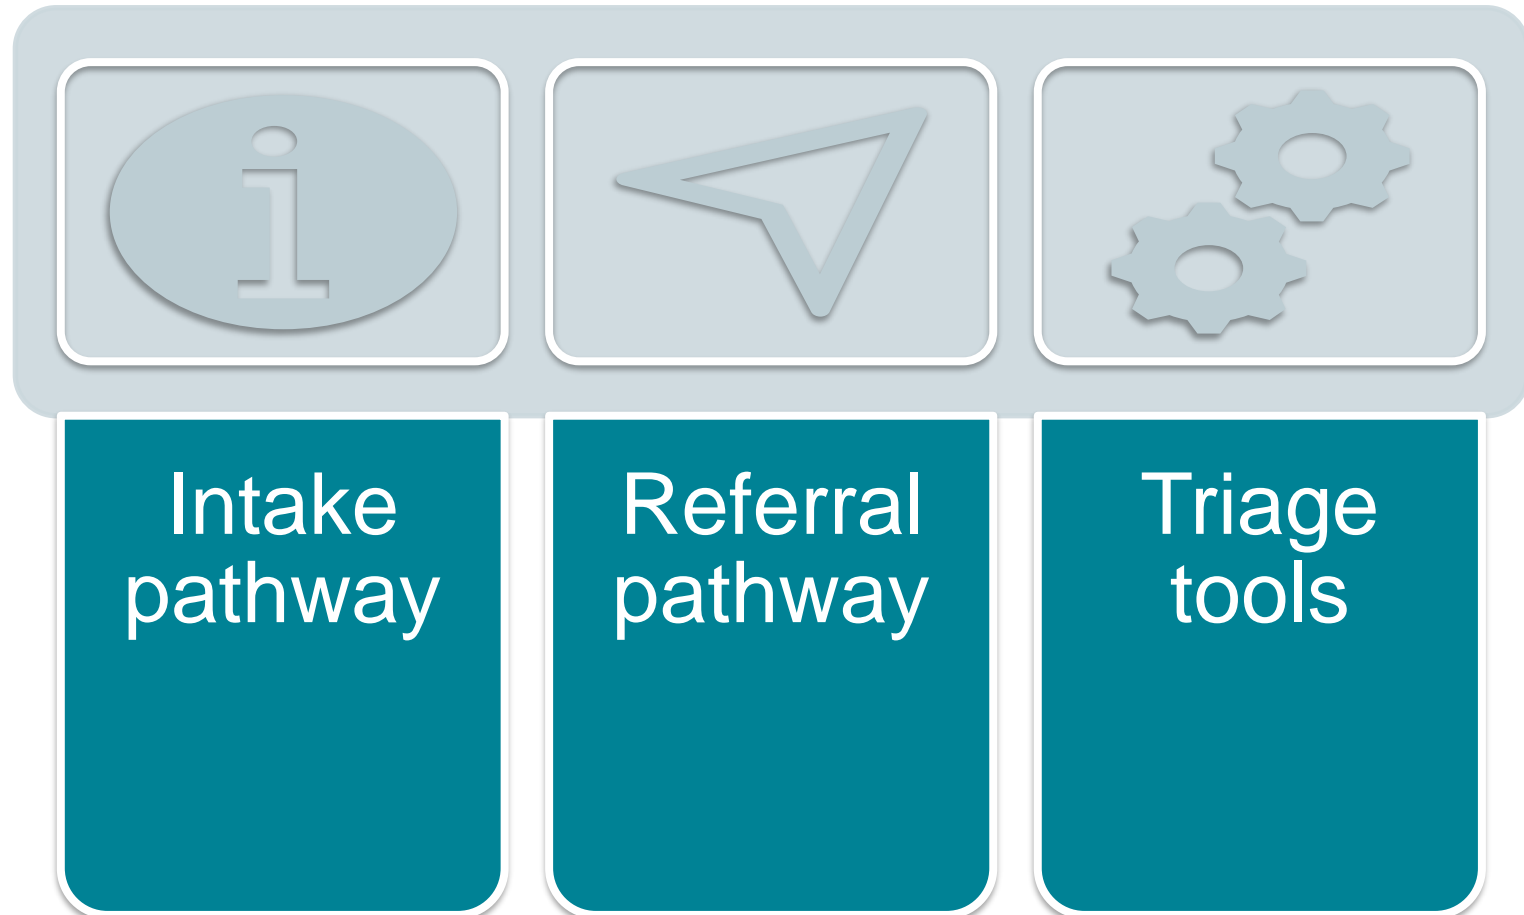 i
Intake
pathway
Referral
pathway
Triage
tools